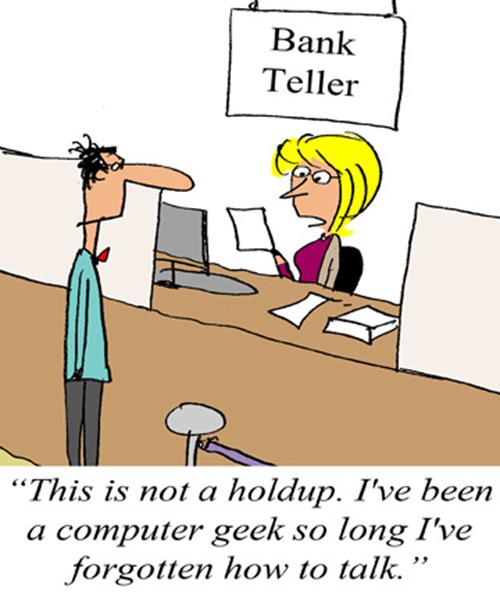 Bank
Teller
“This is not a holdup. I've been
a computer geek so long I've
forgotten how to talk.”